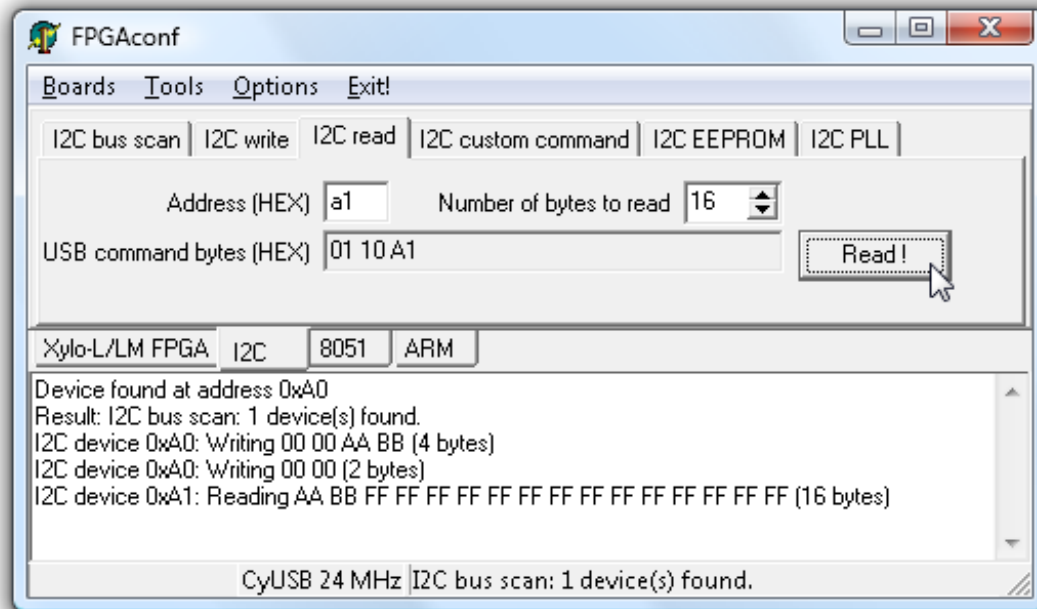 FPGAconf
Boards Tools Options Exit!
I2C bus scan I2C write I2C read I2C custom command I2C EEPROM I2C PLL
Address (HEX) a1 Number of bytes to read 16
USB command bytes (HEX) 01 10 A1 Read !
Xylo-L/LM FPGA I2C 8051 ARM
Device found at address 0xA0
Result: I2C bus scan: 1 device(s) found.
I2C device 0xA0: Writing 00 00 AA BB (4 bytes)
I2C device 0xA0: Writing 00 00 (2 bytes)
I2C device 0xA1: Reading AA BB FF FF FF FF FF FF FF FF FF FF FF FF FF FF (16 bytes)
CyUSB 24 MHz I2C bus scan: 1 device(s) found.